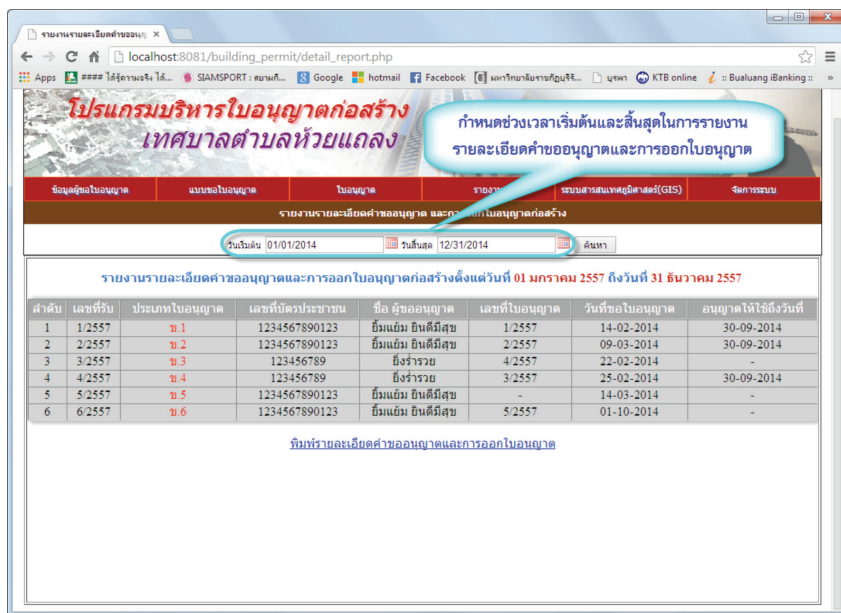 รายงานรายละเอียดคำขออนุญ
localhost:8081/building_permit/detail_report.php
Apps #### ได้รู้ความจริง ได้... SIAMSPORT : สยามกี... Google hotmail Facebook มหาวิทยาลัยราชภัฏบุรีรั... บุรพา KTB online :: Bualuang iBanking :: »
โปรแกรมบริหารใบอนุญาตก่อสร้าง
เทศบาลตำบลห้วยแถลง
กำหนดช่วงเวลาเริ่มต้นและสิ้นสุดในการรายงาน
รายละเอียดคำขออนุญาตและการออกใบอนุญาต
ข้อมูลผู้ขอใบอนุญาต แบบขอใบอนุญาต ใบอนุญาต รายงาน ระบบสารสนเทศภูมิศาสตร์(GIS) จัดการระบบ
รายงานรายละเอียดคำขออนุญาต และการออกใบอนุญาตก่อสร้าง
วันเริ่มต้น 01/01/2014 วันสิ้นสุด 12/31/2014 ค้นหา
รายงานรายละเอียดคำขออนุญาตและการออกใบอนุญาตก่อสร้างตั้งแต่วันที่ 01 มกราคม 2557 ถึงวันที่ 31 ธันวาคม 2557
ลำดับ เลขที่รับ ประเภทใบอนุญาต เลขที่บัตรประชาชน ชื่อ ผู้ขออนุญาต เลขที่ใบอนุญาต วันที่ขอใบอนุญาต อนุญาตให้ใช้ถึงวันที่
1 1/2557 ข.1 1234567890123 ยิ้มแย้ม ยินดีมีสุข 1/2557 14-02-2014 30-09-2014
2 2/2557 ข.2 1234567890123 ยิ้มแย้ม ยินดีมีสุข 2/2557 09-03-2014 30-09-2014
3 3/2557 ข.3 123456789 ยิ่งร่ำรวย 4/2557 22-02-2014 -
4 4/2557 ข.4 123456789 ยิ่งร่ำรวย 3/2557 25-02-2014 30-09-2014
5 5/2557 ข.5 1234567890123 ยิ้มแย้ม ยินดีมีสุข - 14-03-2014 -
6 6/2557 ข.6 1234567890123 ยิ้มแย้ม ยินดีมีสุข 5/2557 01-10-2014 -
พิมพ์รายละเอียดคำขออนุญาตและการออกใบอนุญาต